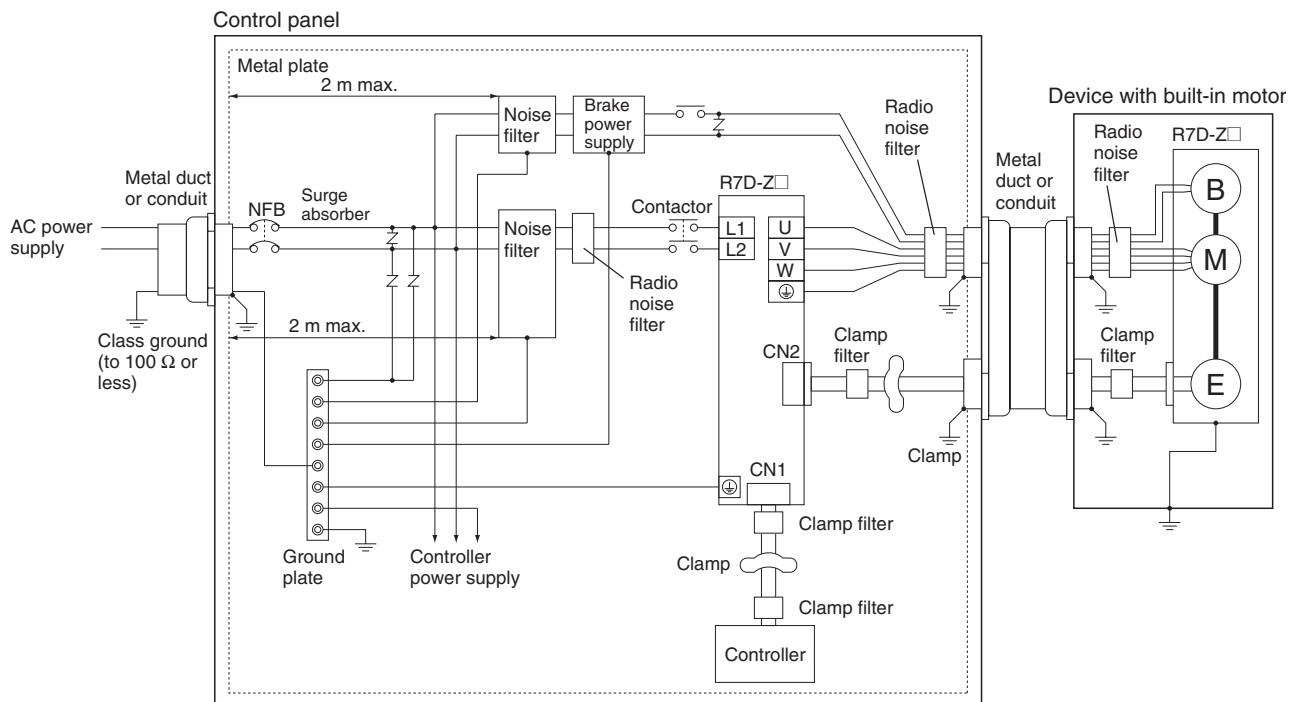 Control panel
Metal plate
2 m max.
Noise
filter
Brake
power
supply
Radio
noise
filter
Device with built-in motor
Radio
noise
filter
R7D-Z□
B
M
E
Metal
duct or
conduit
Metal duct
or conduit
NFB
Surge
absorber
AC power
supply
Noise
filter
Radio
noise
filter
Contactor
R7D-Z□
L1
L2
U
V
W
2 m max.
Class ground
(to 100 Ω or
less)
CN2
Clamp
filter
Clamp
filter
Clamp
CN1
Ground
plate
Controller
power supply
Clamp filter
Clamp
Clamp filter
Controller